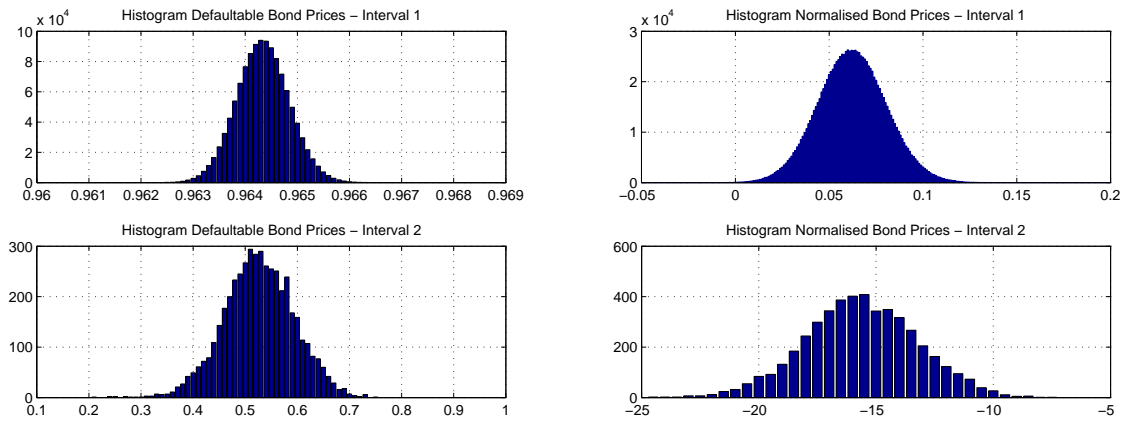 Histogram Defaultable Bond Prices − Interval 1
x 10^4
10
8
6
4
2
0
0.96 0.961 0.962 0.963 0.964 0.965 0.966 0.967 0.968 0.969
Histogram Normalised Bond Prices − Interval 1
x 10^4
3
2
1
0
−0.05 0 0.05 0.1 0.15 0.2
Histogram Defaultable Bond Prices − Interval 2
300
200
100
0
0.1 0.2 0.3 0.4 0.5 0.6 0.7 0.8 0.9 1
Histogram Normalised Bond Prices − Interval 2
600
400
200
0
−25 −20 −15 −10 −5